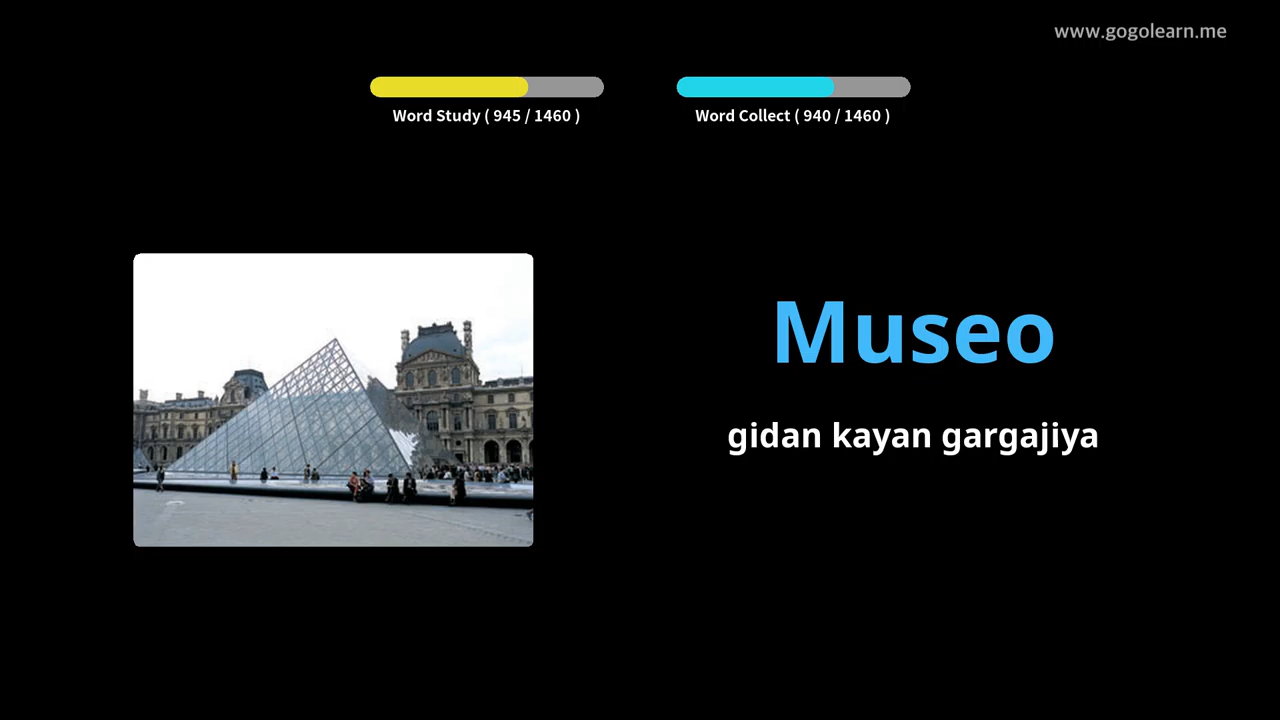 www.gogolearn.me
Word Study ( 945 / 1460 )
Word Collect ( 940 / 1460 )
Museo
gidan kayan gargajiya